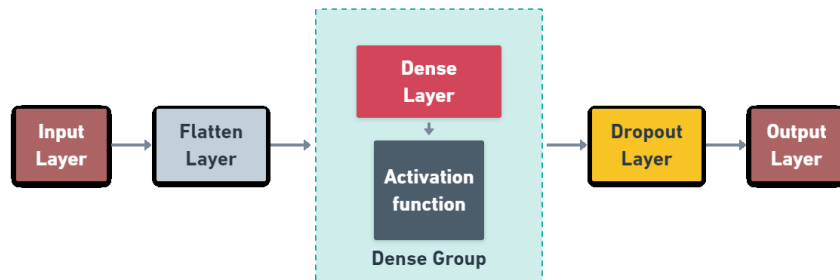 Input
Layer
Flatten
Layer
Dense
Layer
Activation
function
Dense Group
Dropout
Layer
Output
Layer